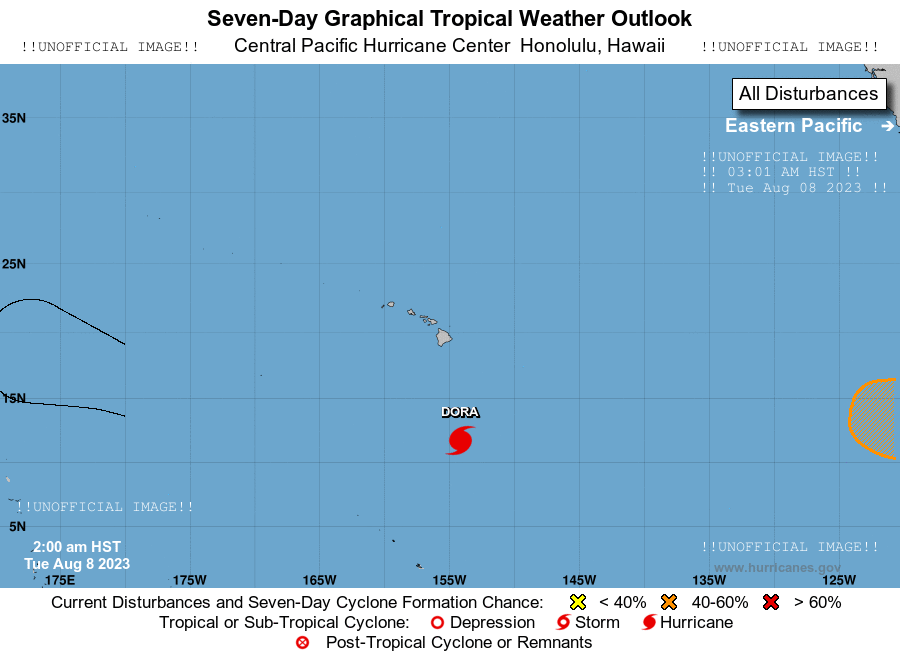 Seven-Day Graphical Tropical Weather Outlook
!!UNOFFICIAL IMAGE!! Central Pacific Hurricane Center Honolulu, Hawaii !!UNOFFICIAL IMAGE!!
All Disturbances
35N
Eastern Pacific
!!UNOFFICIAL IMAGE!!
!! 03:01 AM HST !!
!! Tue Aug 08 2023 !!
25N
15N
DORA
!!UNOFFICIAL IMAGE!!
5N
2:00 am HST
Tue Aug 8 2023
!!UNOFFICIAL IMAGE!!
www.hurricanes.gov
175E 175W 165W 155W 145W 135W 125W
Current Disturbances and Seven-Day Cyclone Formation Chance: < 40% 40-60% > 60%
Tropical or Sub-Tropical Cyclone: Depression Storm Hurricane
Post-Tropical Cyclone or Remnants